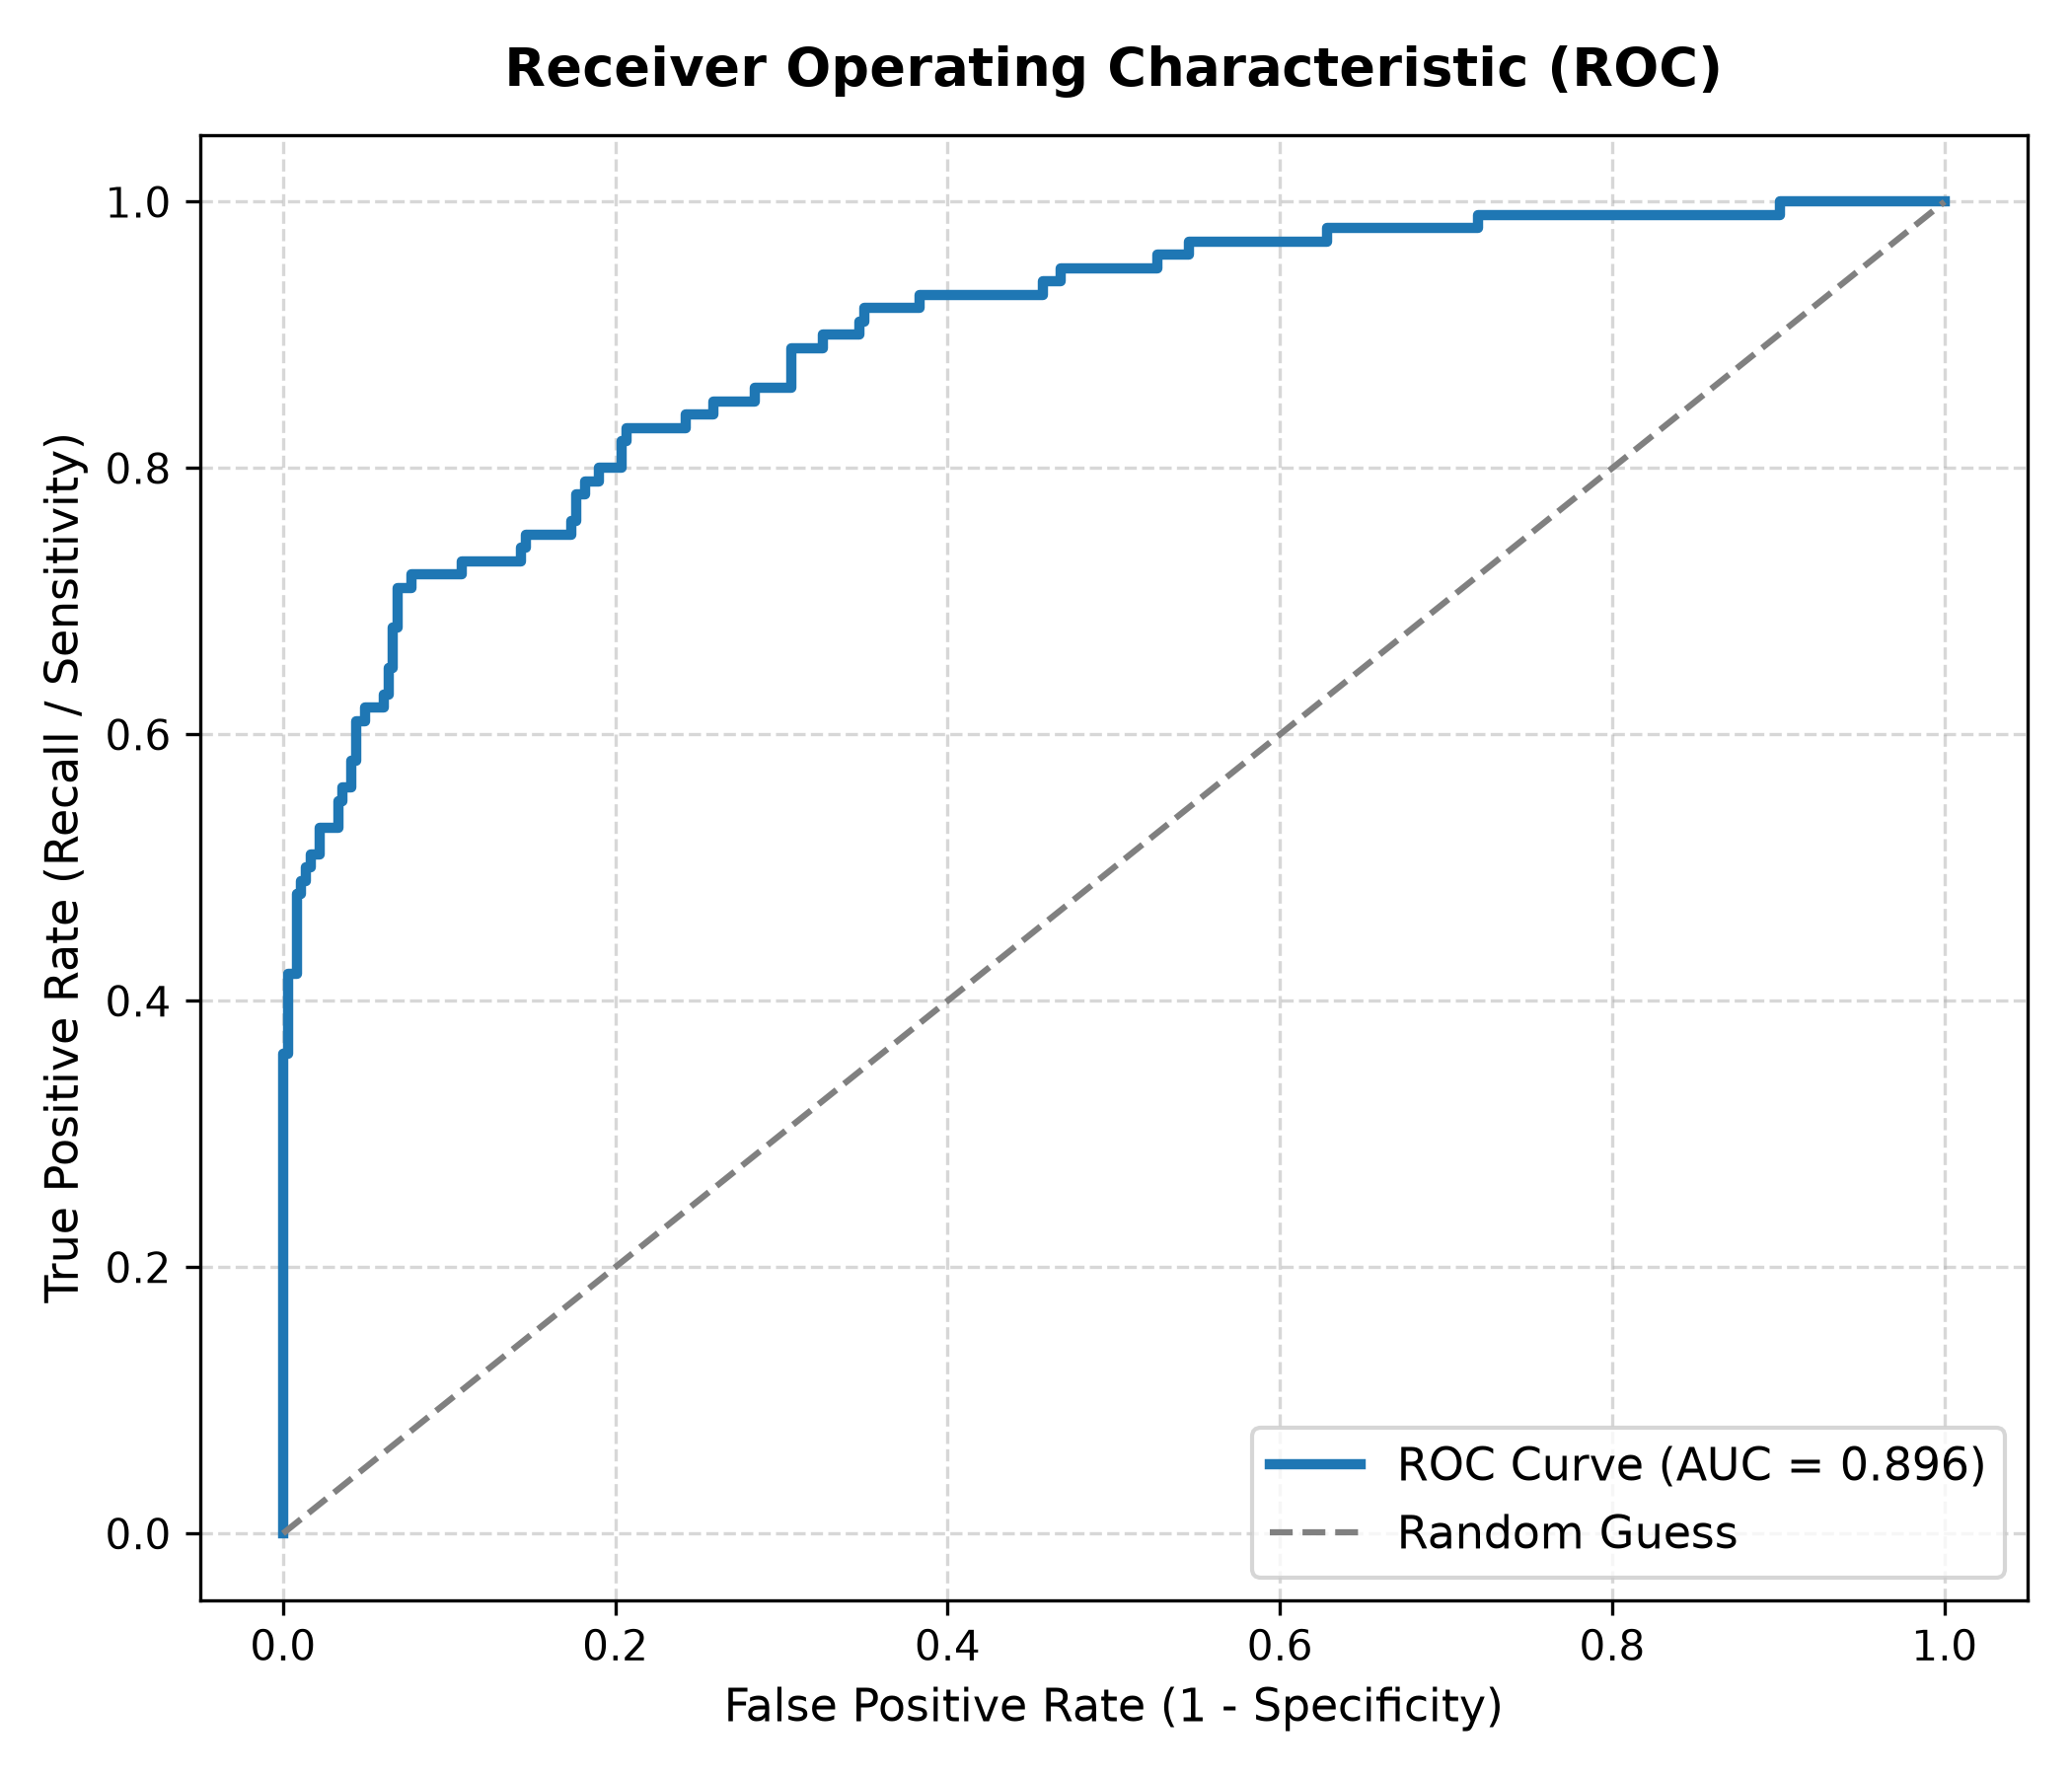 Receiver Operating Characteristic (ROC)
True Positive Rate (Recall / Sensitivity)
1.0
0.8
0.6
0.4
0.2
0.0
0.0 0.2 0.4 0.6 0.8 1.0
False Positive Rate (1 - Specificity)
ROC Curve (AUC = 0.896)
Random Guess